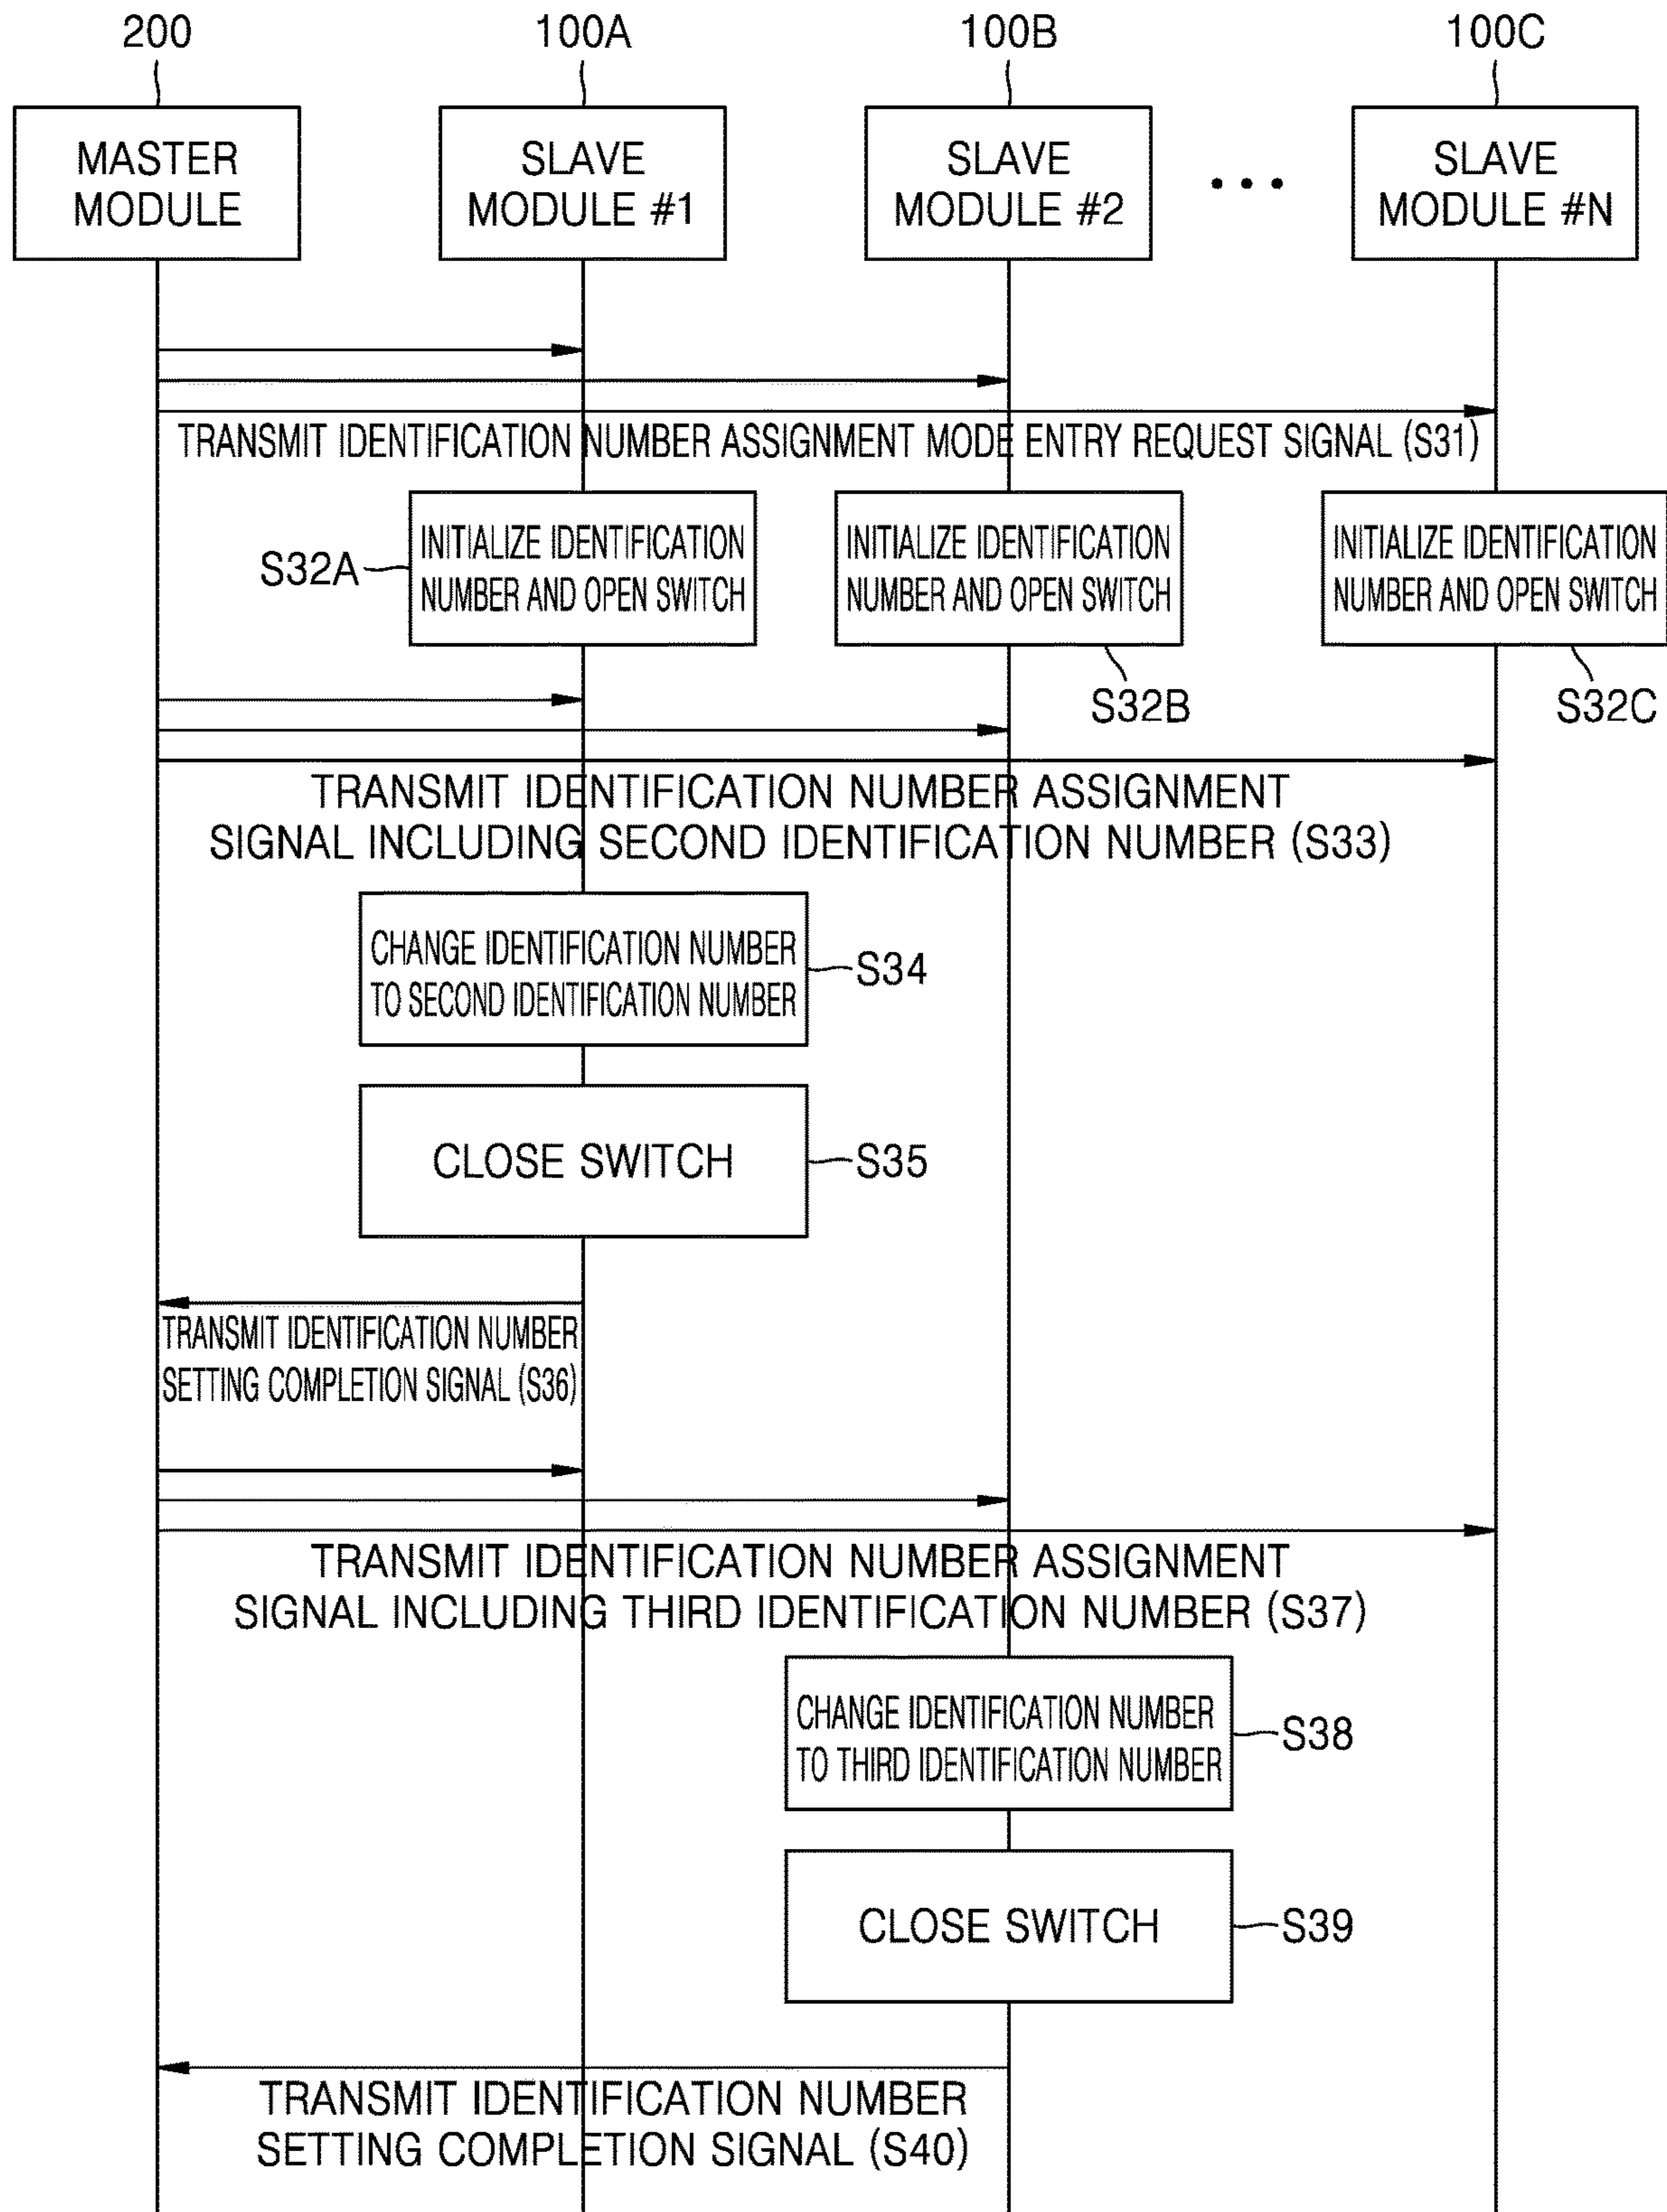 200
100A
100B
100C
MASTER
MODULE
SLAVE
MODULE #1
SLAVE
MODULE #2
• • •
SLAVE
MODULE #N
TRANSMIT IDENTIFICATION NUMBER ASSIGNMENT MODE ENTRY REQUEST SIGNAL (S31)
S32A
INITIALIZE IDENTIFICATION
NUMBER AND OPEN SWITCH
INITIALIZE IDENTIFICATION
NUMBER AND OPEN SWITCH
INITIALIZE IDENTIFICATION
NUMBER AND OPEN SWITCH
S32B
S32C
TRANSMIT IDENTIFICATION NUMBER ASSIGNMENT
SIGNAL INCLUDING SECOND IDENTIFICATION NUMBER (S33)
CHANGE IDENTIFICATION NUMBER
TO SECOND IDENTIFICATION NUMBER
S34
CLOSE SWITCH
S35
TRANSMIT IDENTIFICATION NUMBER
SETTING COMPLETION SIGNAL (S36)
TRANSMIT IDENTIFICATION NUMBER ASSIGNMENT
SIGNAL INCLUDING THIRD IDENTIFICATION NUMBER (S37)
CHANGE IDENTIFICATION NUMBER
TO THIRD IDENTIFICATION NUMBER
S38
CLOSE SWITCH
S39
TRANSMIT IDENTIFICATION NUMBER
SETTING COMPLETION SIGNAL (S40)